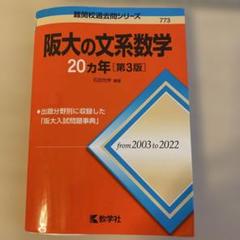 難関校過去問シリーズ
773
阪大の文系数学
20カ年[第3版]
編著
●出題分野別に収録した
「阪大入試問題事典」
from 2003 to 2022
教学社